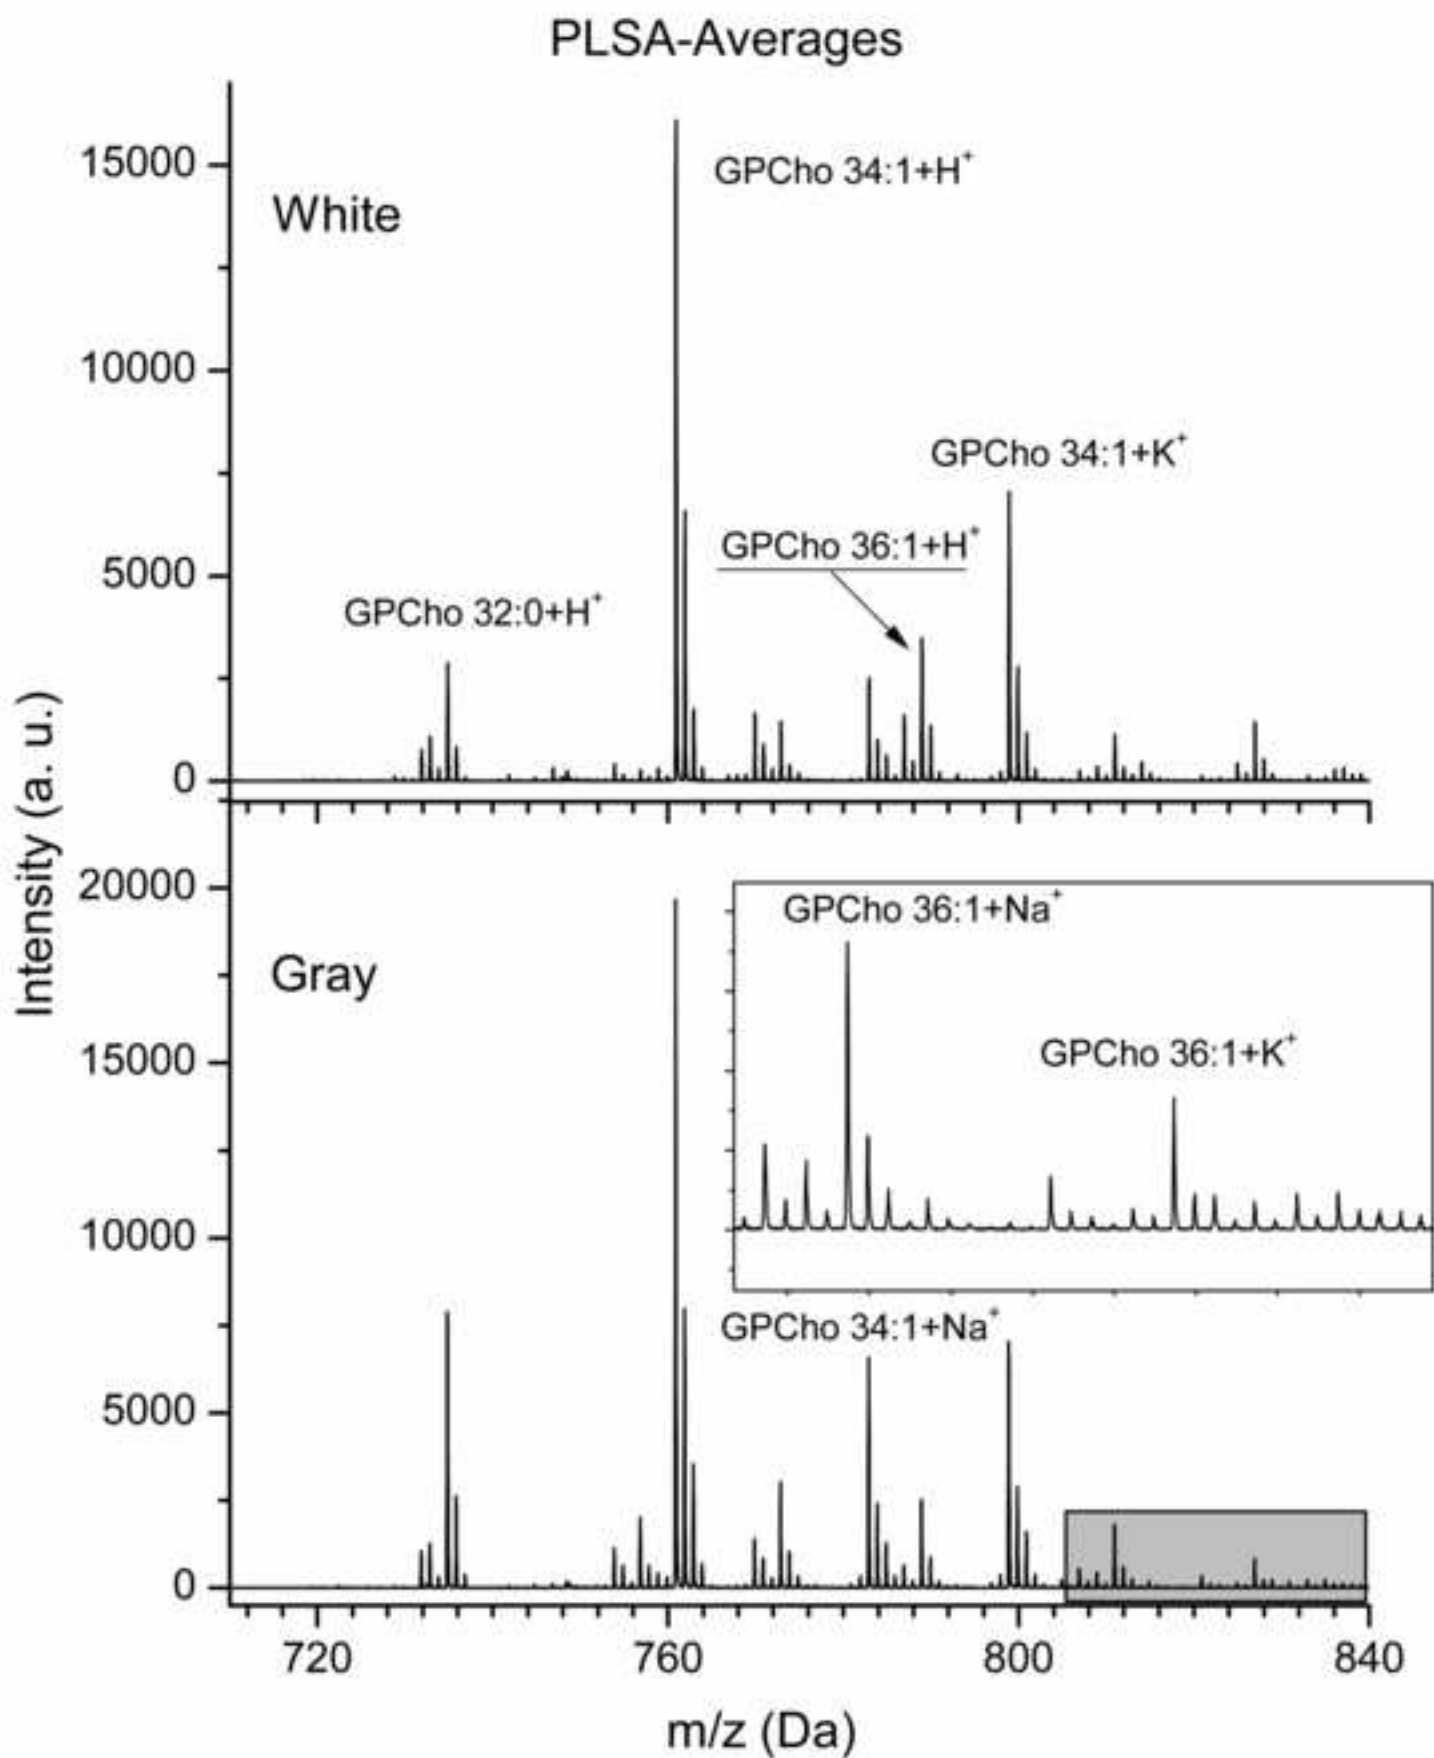 PLSA-Averages
15000
10000
5000
0
White
GPCho 34:1+H⁺
GPCho 34:1+K⁺
GPCho 36:1+H⁺
GPCho 32:0+H⁺
Intensity (a. u.)
20000
15000
10000
5000
0
Gray
GPCho 36:1+Na⁺
GPCho 36:1+K⁺
GPCho 34:1+Na⁺
720 760 800 840
m/z (Da)